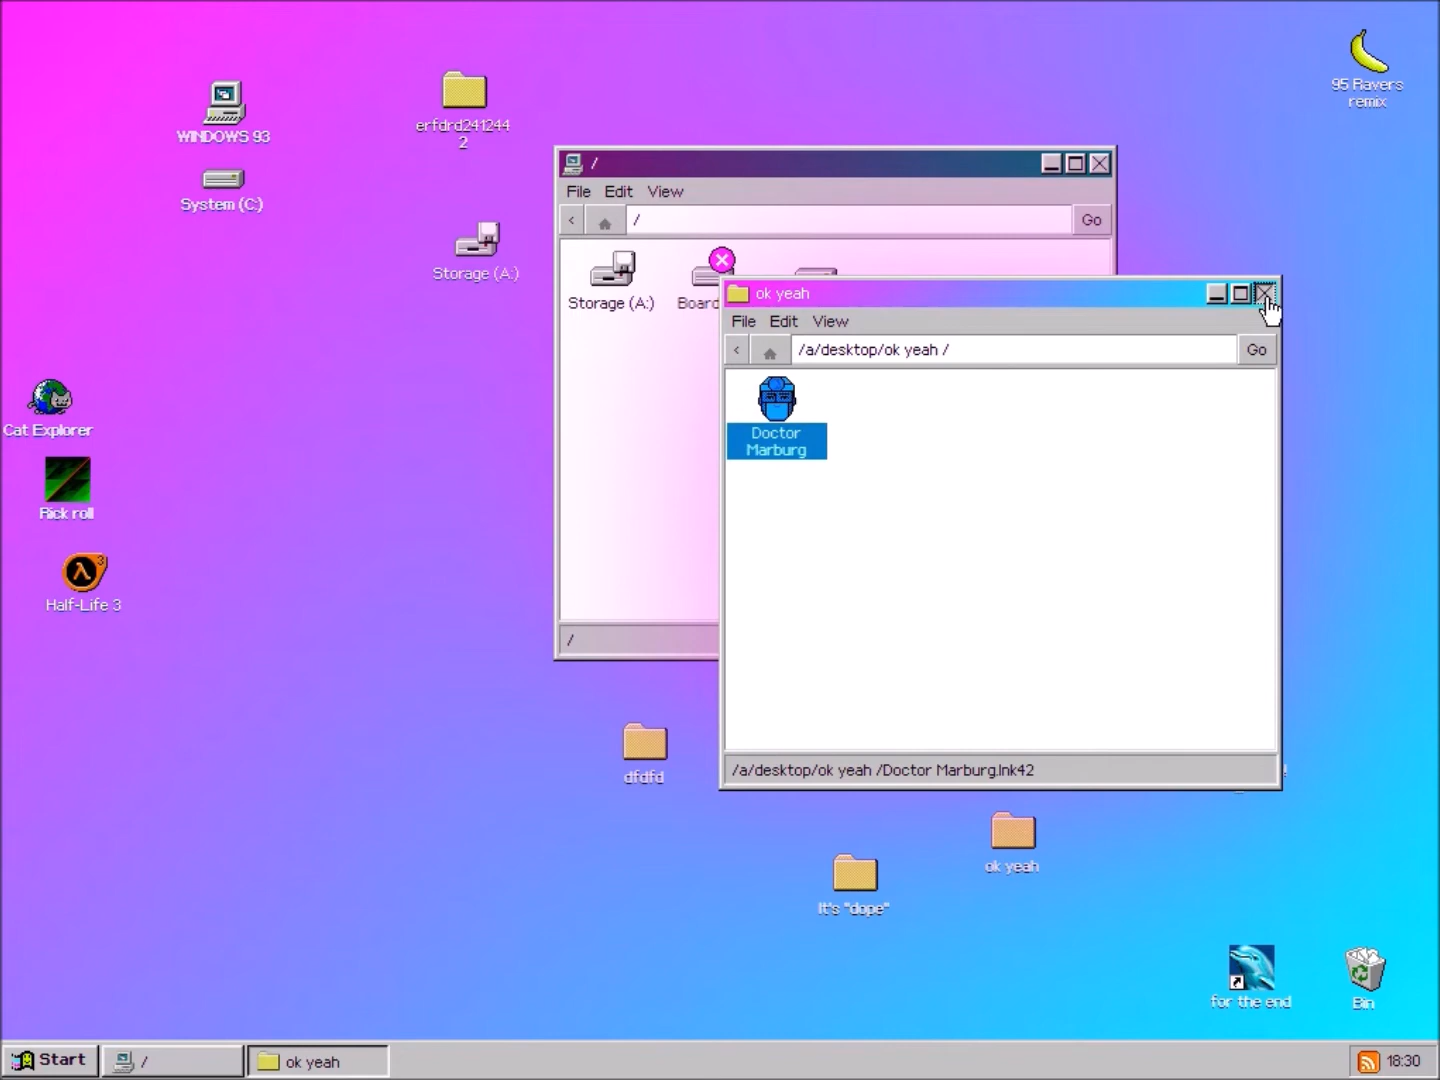 95 Ravers
remix
WINDOWS 93
erfdrd241244
2
System (C:)
Storage (A:)
Cat Explorer
Rick roll
3
Half-Life 3
/
File Edit View
< / Go
Storage (A:) Board
/
ok yeah
File Edit View
< /a/desktop/ok yeah / Go
Doctor
Marburg
/a/desktop/ok yeah /Doctor Marburg.lnk42
dfdfd
ok yeah
It's "dope"
for the end
Bin
Start / ok yeah 18:30